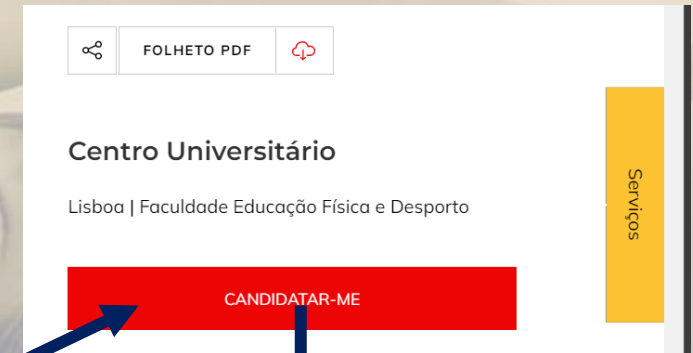 FOLHETO PDF
Centro Universitário
Lisboa | Faculdade Educação Física e Desporto
Serviços
CANDIDATAR-ME